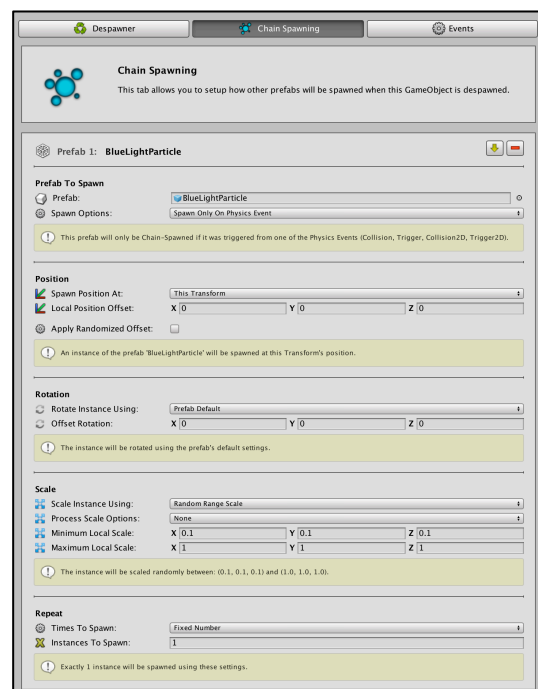 Despawner
Chain Spawning
Events
Chain Spawning
This tab allows you to setup how other prefabs will be spawned when this GameObject is despawned.
Prefab 1: BlueLightParticle
Prefab To Spawn
Prefab: BlueLightParticle
Spawn Options: Spawn Only On Physics Event
This prefab will only be Chain-Spawned if it was triggered from one of the Physics Events (Collision, Trigger, Collision2D, Trigger2D).
Position
Spawn Position At: This Transform
Local Position Offset: X 0 Y 0 Z 0
Apply Randomized Offset:
An instance of the prefab 'BlueLightParticle' will be spawned at this Transform's position.
Rotation
Rotate Instance Using: Prefab Default
Offset Rotation: X 0 Y 0 Z 0
The instance will be rotated using the prefab's default settings.
Scale
Scale Instance Using: Random Range Scale
Process Scale Options: None
Minimum Local Scale: X 0.1 Y 0.1 Z 0.1
Maximum Local Scale: X 1 Y 1 Z 1
The instance will be scaled randomly between: (0.1, 0.1, 0.1) and (1.0, 1.0, 1.0).
Repeat
Times To Spawn: Fixed Number
Instances To Spawn: 1
Exactly 1 instance will be spawned using these settings.